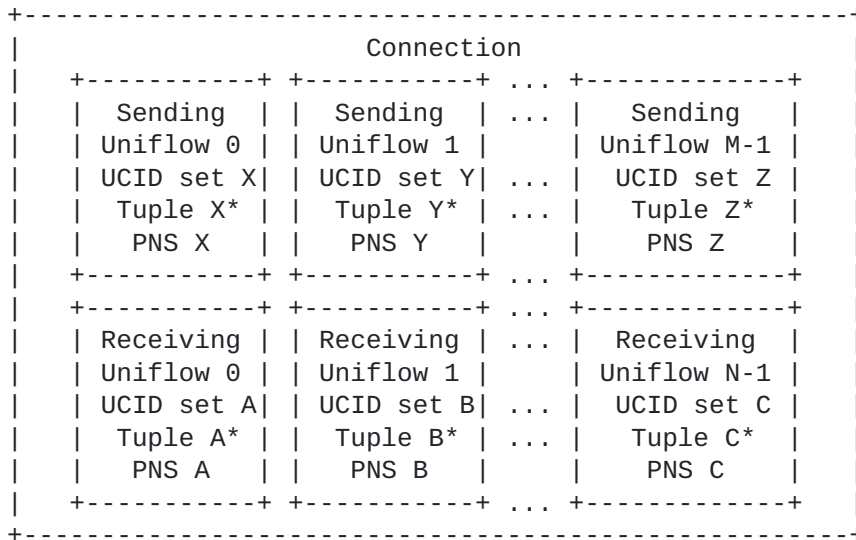 +------------------------------------------------------+
|                      Connection                      |
|   +-----------+ +-----------+ ... +-------------+    |
|   |  Sending  | |  Sending  | ... |   Sending   |    |
|   | Uniflow 0 | | Uniflow 1 |     | Uniflow M-1 |    |
|   | UCID set X| | UCID set Y| ... |  UCID set Z |    |
|   |  Tuple X* | |  Tuple Y* | ... |   Tuple Z*  |    |
|   |   PNS X   | |   PNS Y   |     |    PNS Z    |    |
|   +-----------+ +-----------+ ... +-------------+    |
|   +-----------+ +-----------+ ... +-------------+    |
|   | Receiving | | Receiving | ... |  Receiving  |    |
|   | Uniflow 0 | | Uniflow 1 |     | Uniflow N-1 |    |
|   | UCID set A| | UCID set B| ... |  UCID set C |    |
|   |  Tuple A* | |  Tuple B* | ... |   Tuple C*  |    |
|   |   PNS A   | |   PNS B   |     |    PNS C    |    |
|   +-----------+ +-----------+ ... +-------------+    |
+------------------------------------------------------+